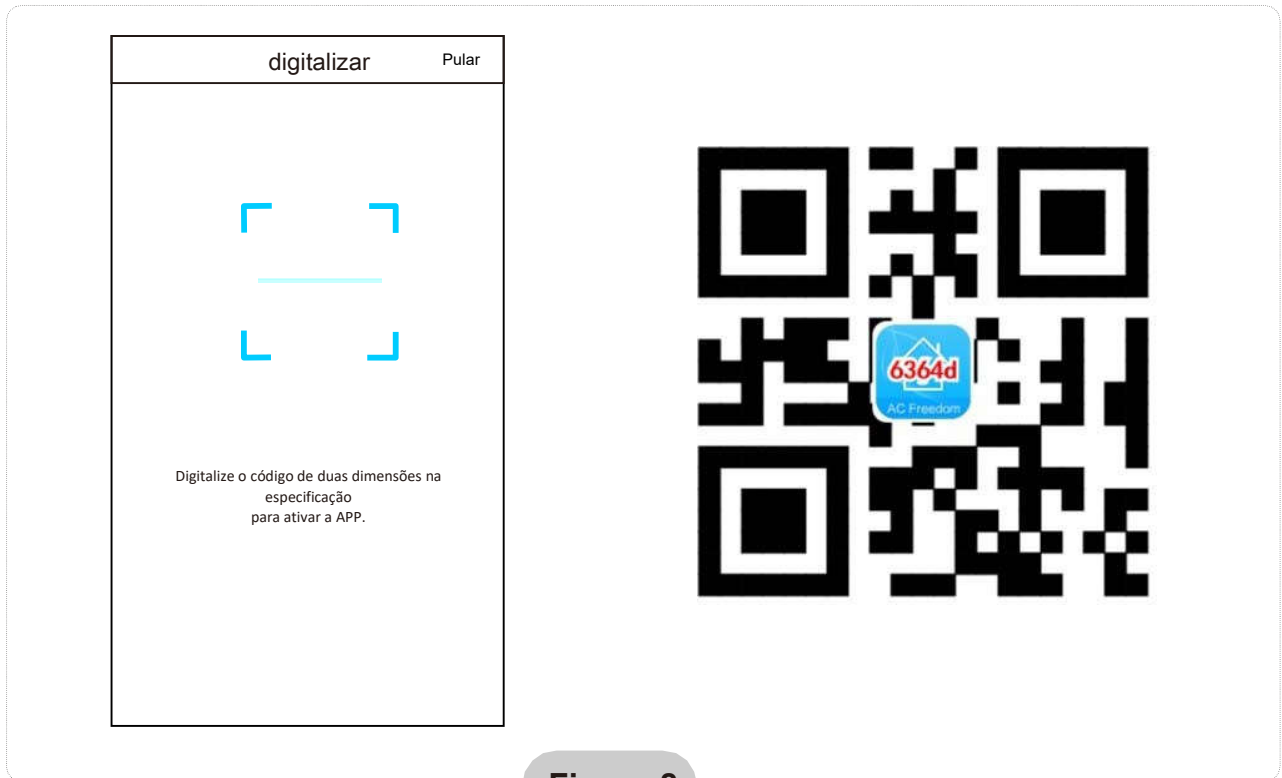 digitalizar
Pular
6364d
AC Freedom
Digitalize o código de duas dimensões na
especificação
para ativar a APP.